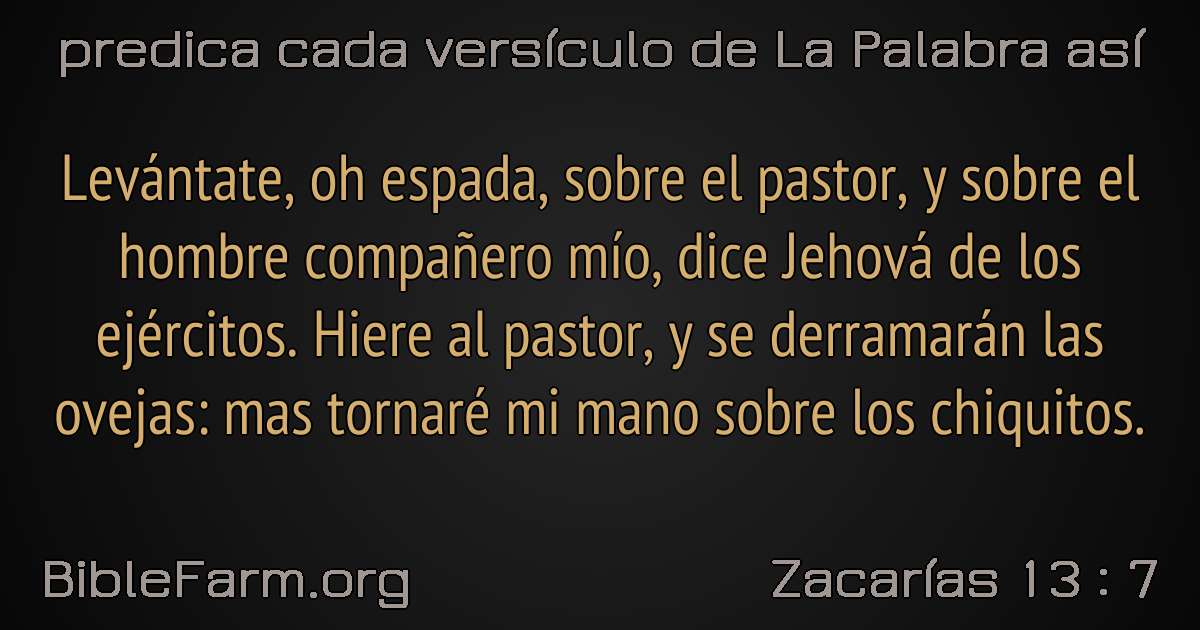 predica cada versículo de La Palabra así
Levántate, oh espada, sobre el pastor, y sobre el
hombre compañero mío, dice Jehová de los
ejércitos. Hiere al pastor, y se derramarán las
ovejas: mas tornaré mi mano sobre los chiquitos.
BibleFarm.org
Zacarías 13 : 7